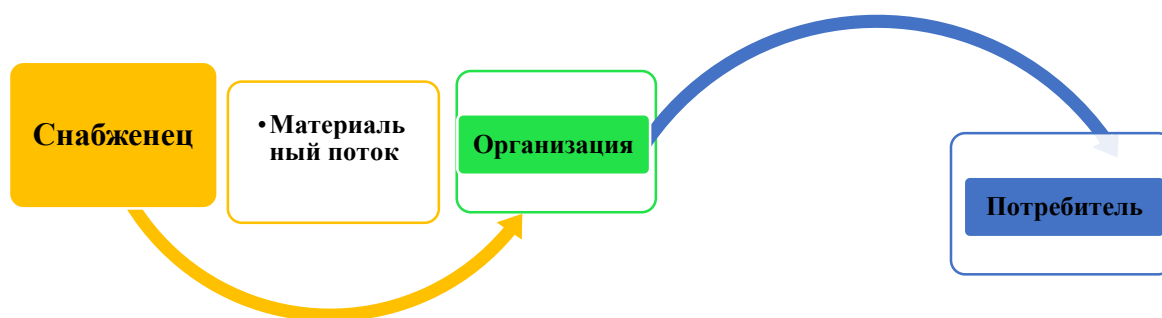 Снабженец
•Материаль
ный поток
Организация
Потребитель